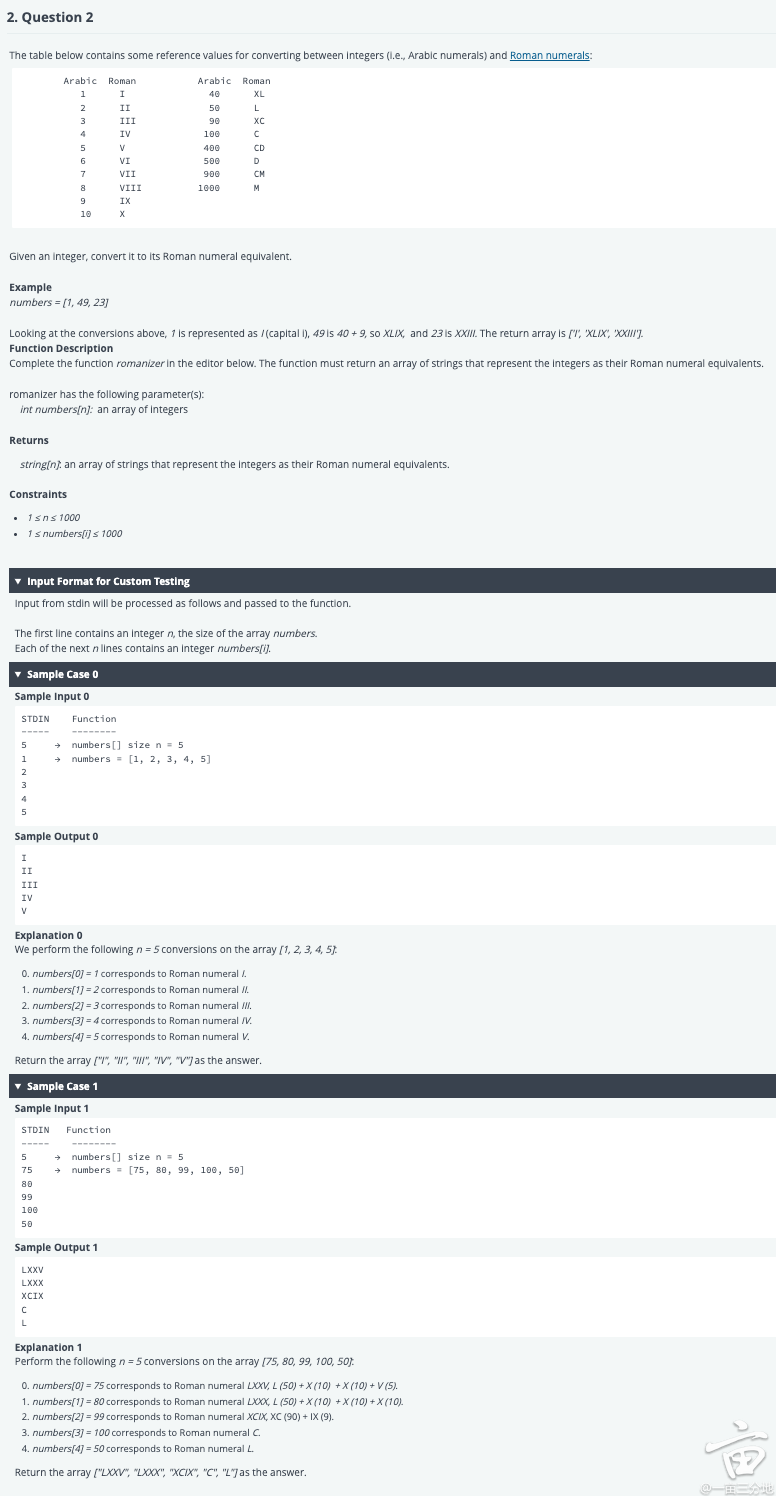 2. Question 2
The table below contains some reference values for converting between integers (i.e., Arabic numerals) and Roman numerals:
Arabic Roman Arabic Roman
1 I 40 XL
2 II 50 L
3 III 90 XC
4 IV 100 C
5 V 400 CD
6 VI 500 D
7 VII 900 CM
8 VIII 1000 M
9 IX
10 X
Given an integer, convert it to its Roman numeral equivalent.
Example
numbers = [1, 49, 23]
Looking at the conversions above, 1 is represented as I (capital i), 49 is 40 + 9, so XLIX, and 23 is XXIII. The return array is ['I', 'XLIX', 'XXIII'].
Function Description
Complete the function romanizer in the editor below. The function must return an array of strings that represent the integers as their Roman numeral equivalents.
romanizer has the following parameter(s):
int numbers[n]: an array of integers
Returns
string[n]: an array of strings that represent the integers as their Roman numeral equivalents.
Constraints
• 1 ≤ n ≤ 1000
• 1 ≤ numbers[i] ≤ 1000
▼ Input Format for Custom Testing
Input from stdin will be processed as follows and passed to the function.
The first line contains an integer n, the size of the array numbers.
Each of the next n lines contains an integer numbers[i].
▼ Sample Case 0
Sample Input 0
STDIN Function
----- --------
5 → numbers[] size n = 5
1 → numbers = [1, 2, 3, 4, 5]
2
3
4
5
Sample Output 0
I
II
III
IV
V
Explanation 0
We perform the following n = 5 conversions on the array [1, 2, 3, 4, 5]:
0. numbers[0] = 1 corresponds to Roman numeral I.
1. numbers[1] = 2 corresponds to Roman numeral II.
2. numbers[2] = 3 corresponds to Roman numeral III.
3. numbers[3] = 4 corresponds to Roman numeral IV.
4. numbers[4] = 5 corresponds to Roman numeral V.
Return the array ["I", "II", "III", "IV", "V"] as the answer.
▼ Sample Case 1
Sample Input 1
STDIN Function
----- --------
5 → numbers[] size n = 5
75 → numbers = [75, 80, 99, 100, 50]
80
99
100
50
Sample Output 1
LXXV
LXXX
XCIX
C
L
Explanation 1
Perform the following n = 5 conversions on the array [75, 80, 99, 100, 50]:
0. numbers[0] = 75 corresponds to Roman numeral LXXV, L (50) + X (10) + X (10) + V (5).
1. numbers[1] = 80 corresponds to Roman numeral LXXX, L (50) + X (10) + X (10) + X (10).
2. numbers[2] = 99 corresponds to Roman numeral XCIX, XC (90) + IX (9).
3. numbers[3] = 100 corresponds to Roman numeral C.
4. numbers[4] = 50 corresponds to Roman numeral L.
Return the array ["LXXV", "LXXX", "XCIX", "C", "L"] as the answer.
亩
@一亩三分地